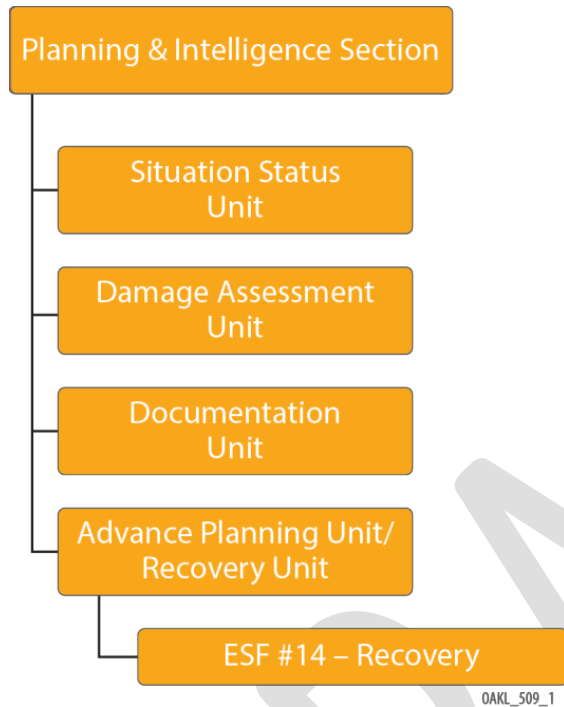 Planning & Intelligence Section
Situation Status
Unit
Damage Assessment
Unit
Documentation
Unit
Advance Planning Unit/
Recovery Unit
ESF #14 – Recovery
OAKL_509_1